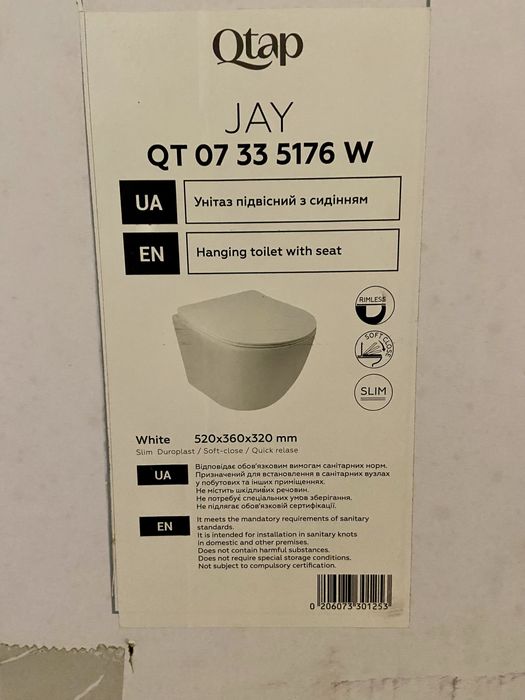 Qtap
JAY
QT 07 33 5176 W
UA
Унітаз підвісний з сидінням
EN
Hanging toilet with seat
RIMLESS
SOFT CLOSE
SLIM
White 520x360x320 mm
Slim Duroplast / Soft-close / Quick relase
UA
Відповідає обов'язковим вимогам санітарних норм.
Призначений для встановлення в санітарних вузлах
у побутових та інших приміщеннях.
Не містить шкідливих речовин.
Не потребує спеціальних умов зберігання.
Не підлягає обов'язковій сертифікації.
EN
It meets the mandatory requirements of sanitary
standards.
It is intended for installation in sanitary knots
in domestic and other premises.
Does not contain harmful substances.
Does not require special storage conditions.
Not subject to compulsory certification.
0 206073 301253